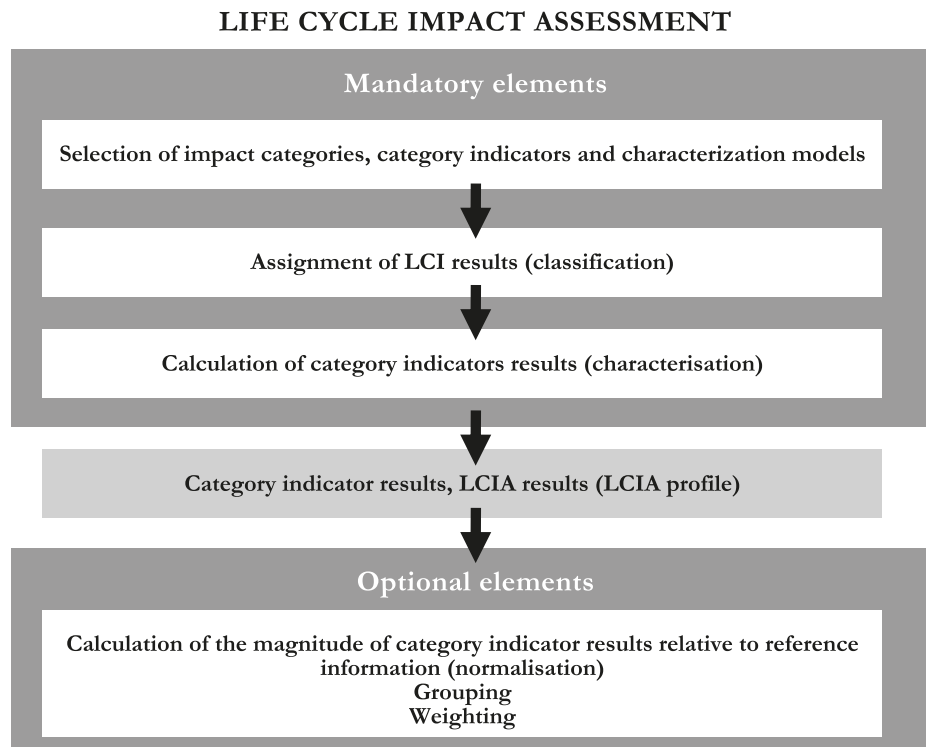 LIFE CYCLE IMPACT ASSESSMENT
Mandatory elements
Selection of impact categories, category indicators and characterization models
Assignment of LCI results (classification)
Calculation of category indicators results (characterisation)
Category indicator results, LCIA results (LCIA profile)
Optional elements
Calculation of the magnitude of category indicator results relative to reference
information (normalisation)
Grouping
Weighting